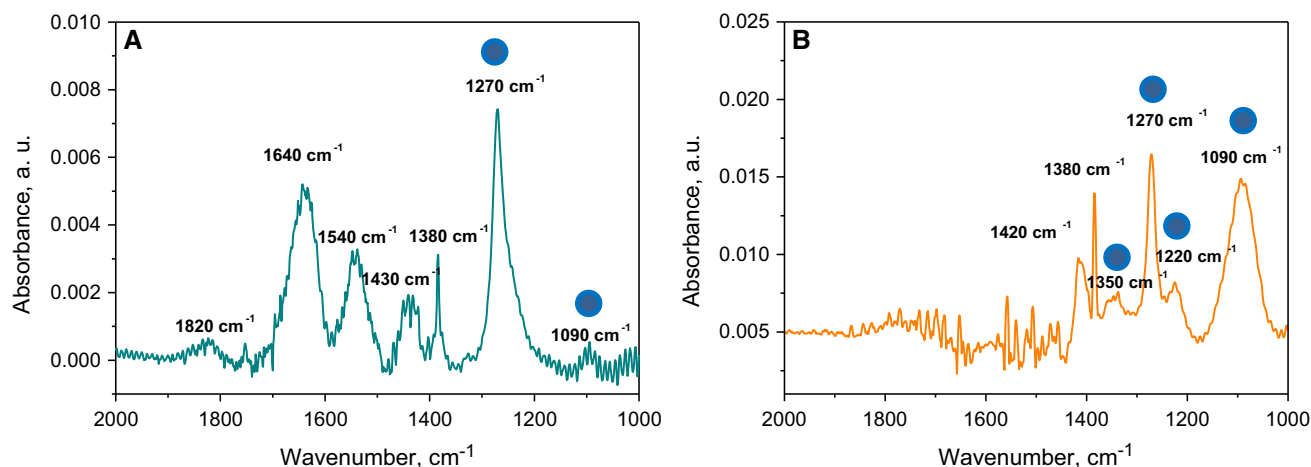 A
0.010
0.008
0.006
0.004
0.002
0.000
Absorbance, a. u.
1270 cm⁻¹
1640 cm⁻¹
1540 cm⁻¹
1380 cm⁻¹
1430 cm⁻¹
1820 cm⁻¹
1090 cm⁻¹
2000 1800 1600 1400 1200 1000
Wavenumber, cm⁻¹
B
0.025
0.020
0.015
0.010
0.005
Absorbance, a. u.
1270 cm⁻¹
1090 cm⁻¹
1380 cm⁻¹
1420 cm⁻¹
1220 cm⁻¹
1350 cm⁻¹
2000 1800 1600 1400 1200 1000
Wavenumber, cm⁻¹